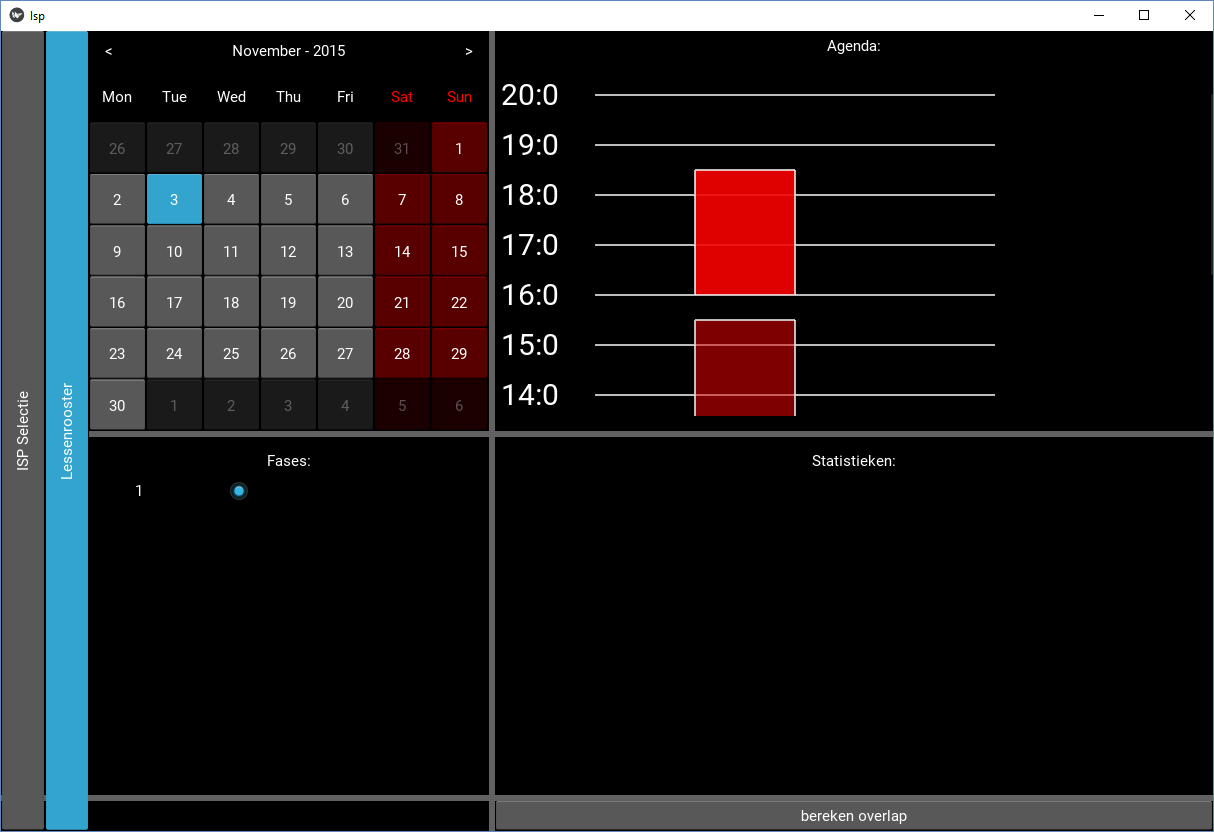 Isp
ISP Selectie
Lessenrooster
< November - 2015 >
Mon Tue Wed Thu Fri Sat Sun
26 27 28 29 30 31 1
2 3 4 5 6 7 8
9 10 11 12 13 14 15
16 17 18 19 20 21 22
23 24 25 26 27 28 29
30 1 2 3 4 5 6
Agenda:
20:0
19:0
18:0
17:0
16:0
15:0
14:0
Fases:
1
Statistieken:
bereken overlap